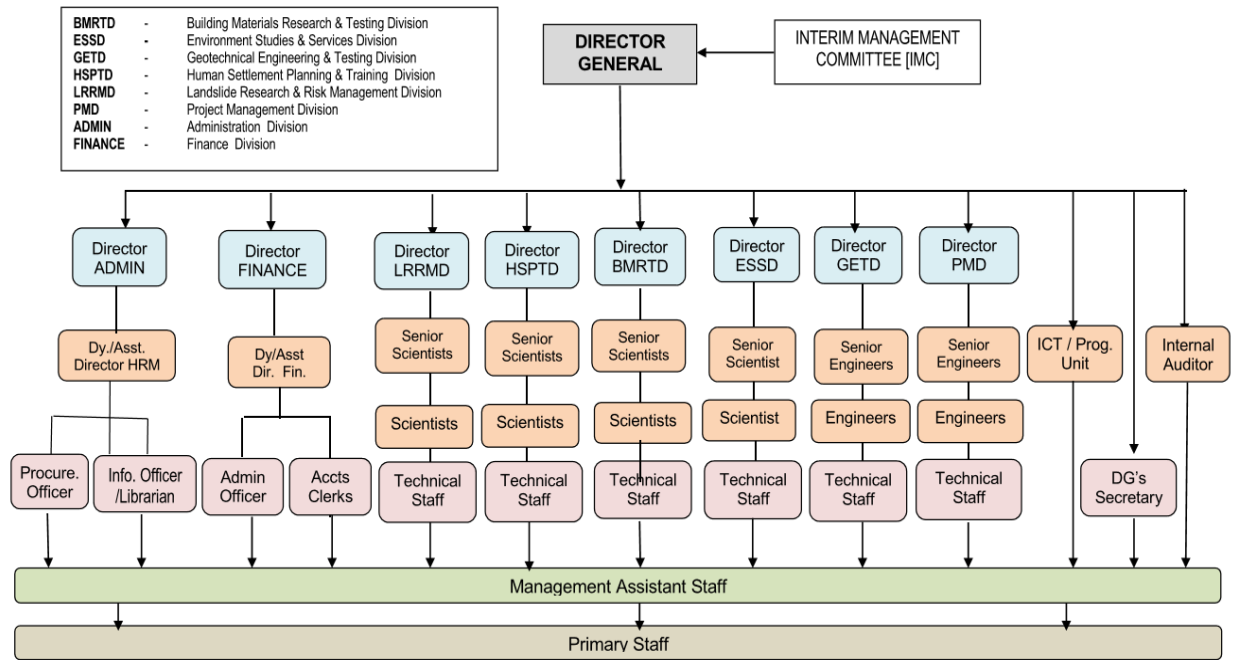 BMRTD - Building Materials Research & Testing Division
ESSD - Environment Studies & Services Division
GETD - Geotechnical Engineering & Testing Division
HSPTD - Human Settlement Planning & Training Division
LRRMD - Landslide Research & Risk Management Division
PMD - Project Management Division
ADMIN - Administration Division
FINANCE - Finance Division
DIRECTOR
GENERAL
INTERIM MANAGEMENT
COMMITTEE [IMC]
Director
ADMIN
Director
FINANCE
Director
LRRMD
Director
HSPTD
Director
BMRTD
Director
ESSD
Director
GETD
Director
PMD
Dy./Asst.
Director HRM
Dy/Asst
Dir. Fin.
Senior
Scientists
Senior
Scientists
Senior
Scientists
Senior
Scientist
Senior
Engineers
Senior
Engineers
ICT / Prog.
Unit
Internal
Auditor
Scientists
Scientists
Scientists
Scientist
Engineers
Engineers
Procure.
Officer
Info. Officer
/Librarian
Admin
Officer
Accts
Clerks
Technical
Staff
Technical
Staff
Technical
Staff
Technical
Staff
Technical
Staff
Technical
Staff
DG's
Secretary
Management Assistant Staff
Primary Staff